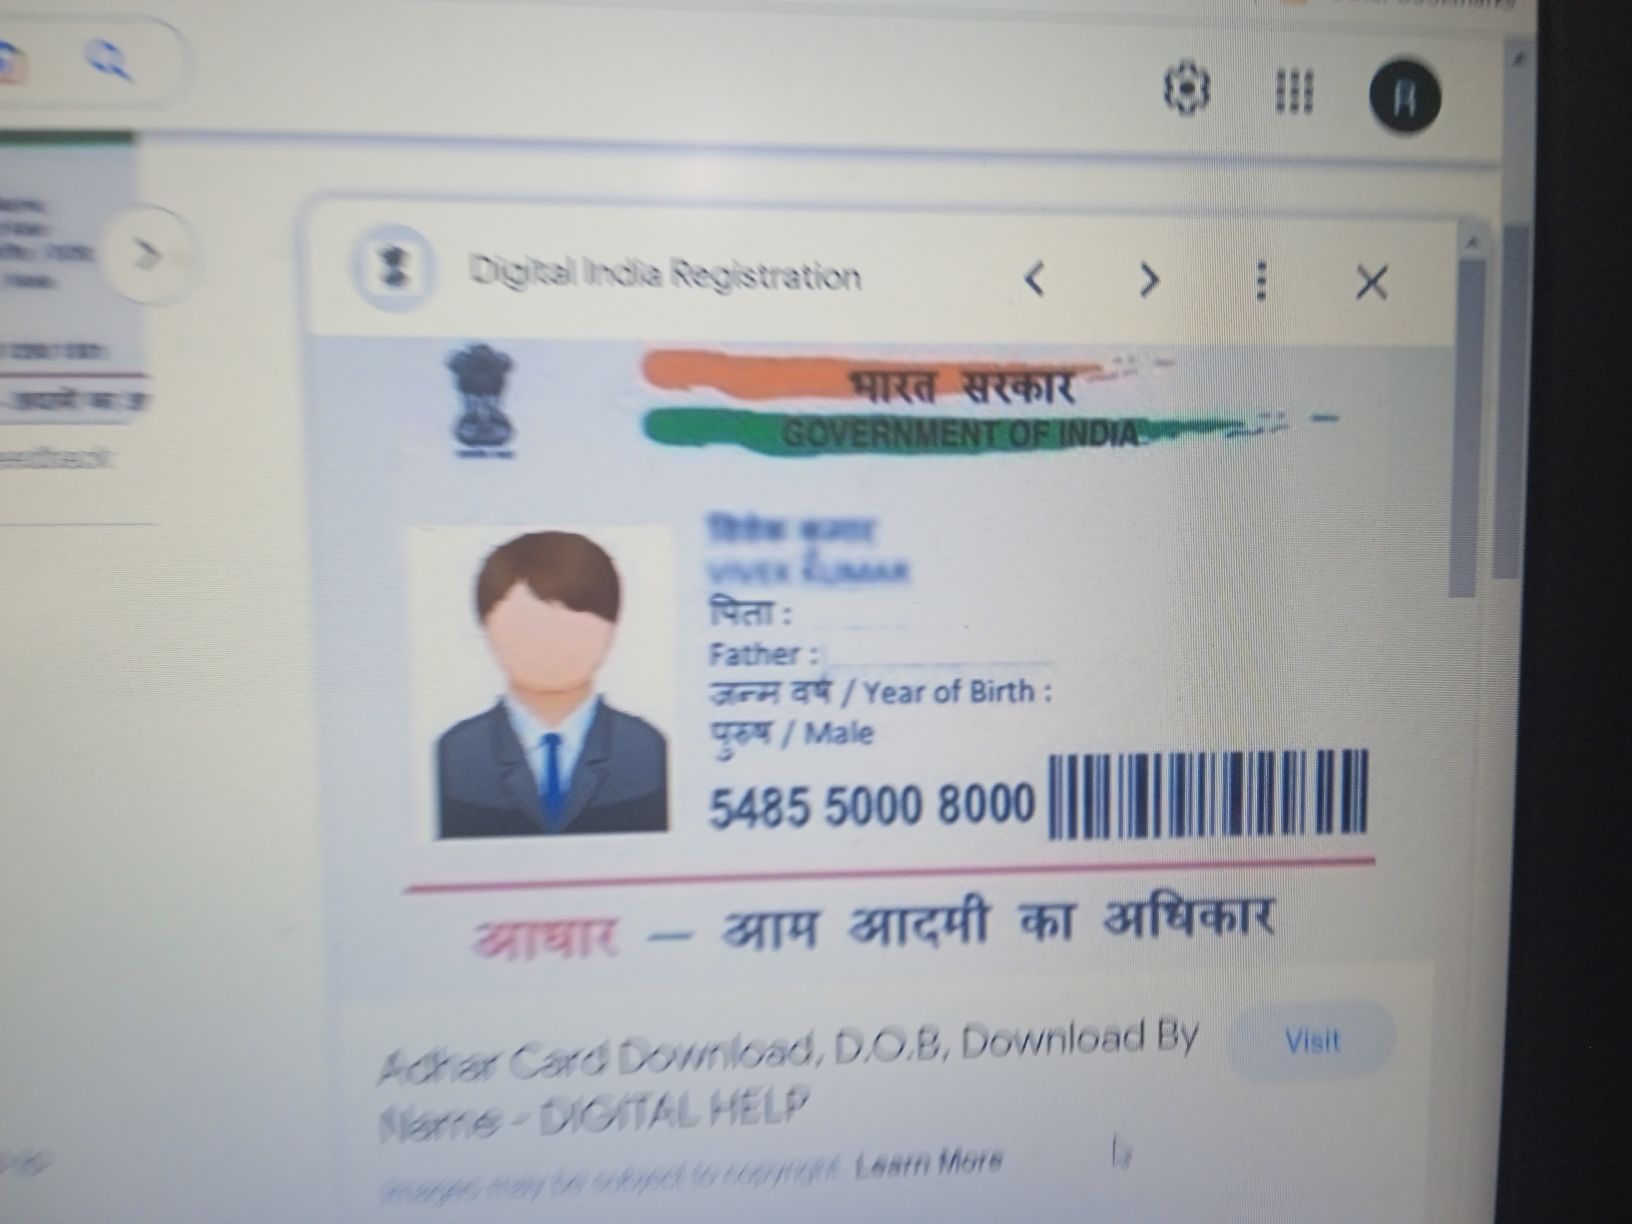 Digital India Registration
भारत सरकार
GOVERNMENT OF INDIA
विवेक कुमार
VIVEK KUMAR
पिता :
Father :
जन्म वर्ष / Year of Birth :
पुरुष / Male
5485 5000 8000
आधार – आम आदमी का अधिकार
Adhar Card Download, D.O.B, Download By
Name - DIGITAL HELP
Visit
Images may be subject to copyright. Learn More